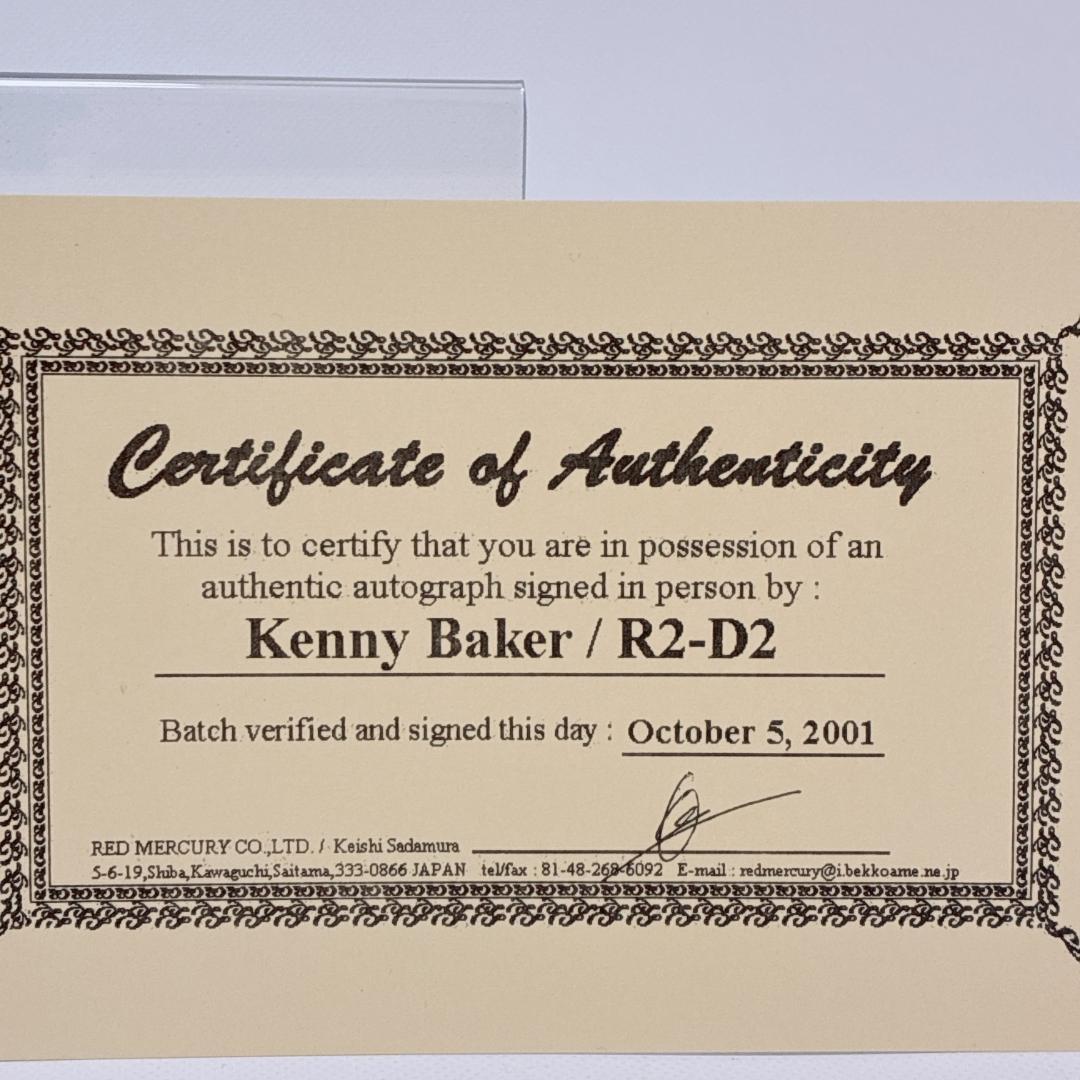 Certificate of Authenticity
This is to certify that you are in possession of an
authentic autograph signed in person by :
Kenny Baker / R2-D2
Batch verified and signed this day : October 5, 2001
RED MERCURY CO.,LTD. / Keishi Sadamura
5-6-19,Shiba,Kawaguchi,Saitama,333-0866 JAPAN tel/fax : 81-48-268-6092 E-mail : redmercury@i.bekkoame.ne.jp